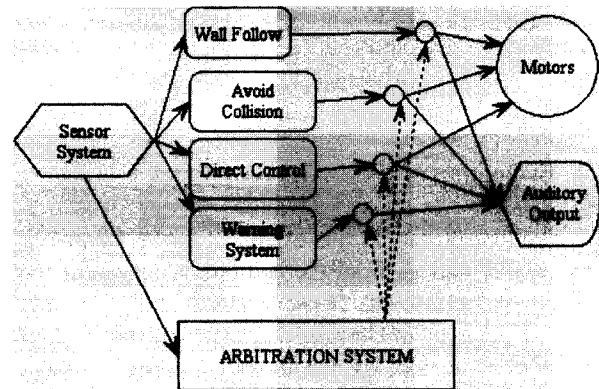 Wall Follow
Motors
Avoid
Collision
Sensor
System
Direct Control
Auditory
Output
Warning
System
ARBITRATION SYSTEM